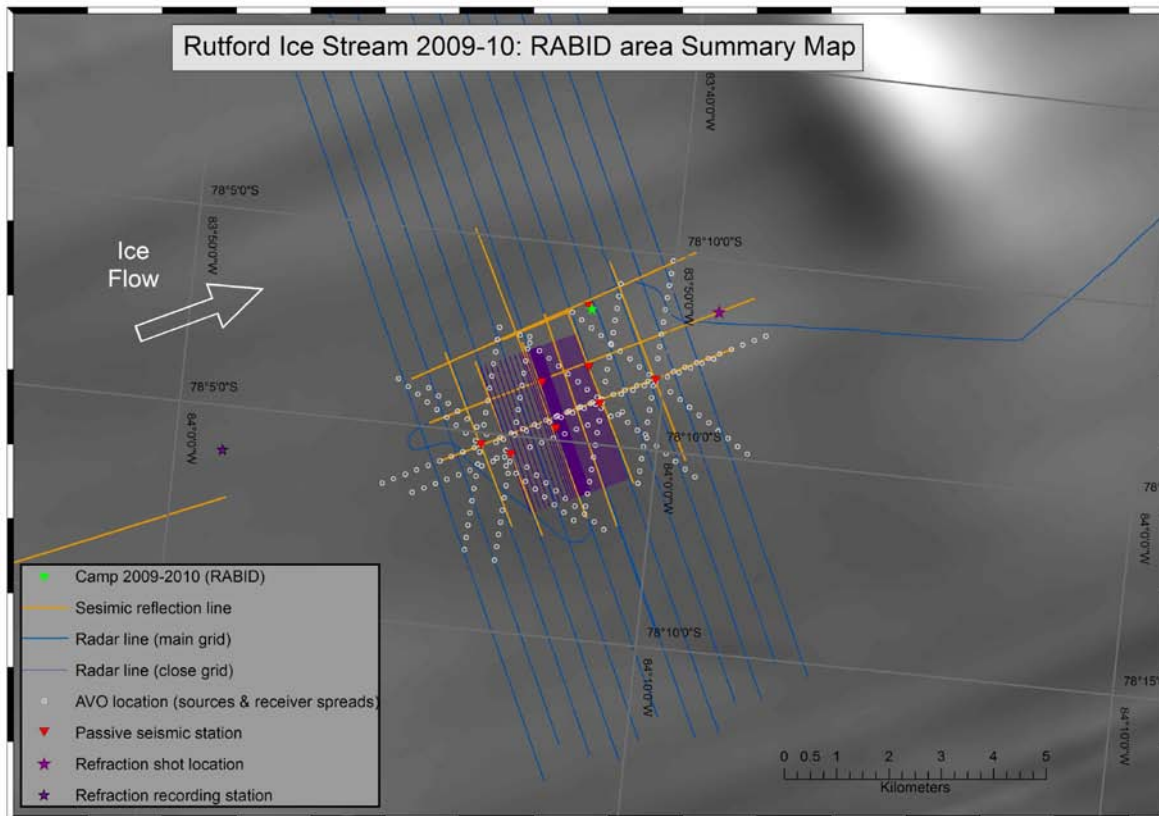 Rutford Ice Stream 2009-10: RABID area Summary Map
83°40'0"W
78°5'0"S
83°50'0"W
78°10'0"S
Ice
Flow
83°50'0"W
78°5'0"S
84°0'0"W
78°10'0"S
84°0'0"W
78°
84°0'0"W
78°10'0"S
84°10'0"W
78°15'
84°10'0"W
Camp 2009-2010 (RABID)
Sesimic reflection line
Radar line (main grid)
Radar line (close grid)
AVO location (sources & receiver spreads)
Passive seismic station
Refraction shot location
Refraction recording station
0 0.5 1 2 3 4 5
Kilometers